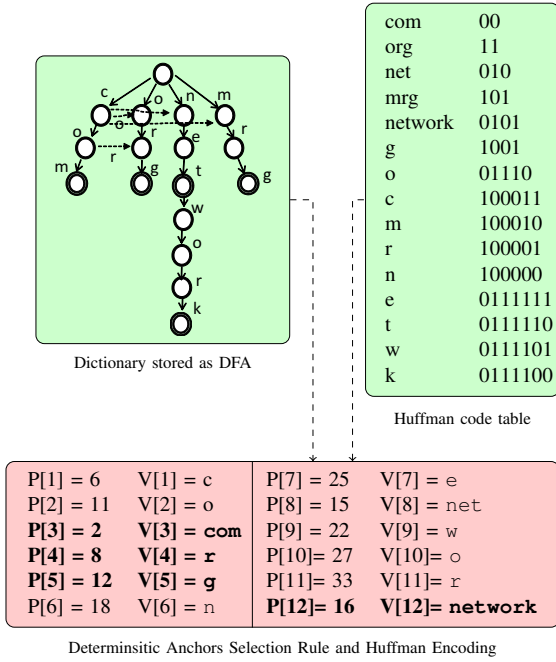 c
o
n
m
o
o
r
e
r
m
r
g
t
g
w
o
r
k
Dictionary stored as DFA
com 00
org 11
net 010
mrg 101
network 0101
g 1001
o 01110
c 100011
m 100010
r 100001
n 100000
e 0111111
t 0111110
w 0111101
k 0111100
Huffman code table
P[1] = 6 V[1] = c
P[2] = 11 V[2] = o
P[3] = 2 V[3] = com
P[4] = 8 V[4] = r
P[5] = 12 V[5] = g
P[6] = 18 V[6] = n
P[7] = 25 V[7] = e
P[8] = 15 V[8] = net
P[9] = 22 V[9] = w
P[10]= 27 V[10]= o
P[11]= 33 V[11]= r
P[12]= 16 V[12]= network
Determinsitic Anchors Selection Rule and Huffman Encoding